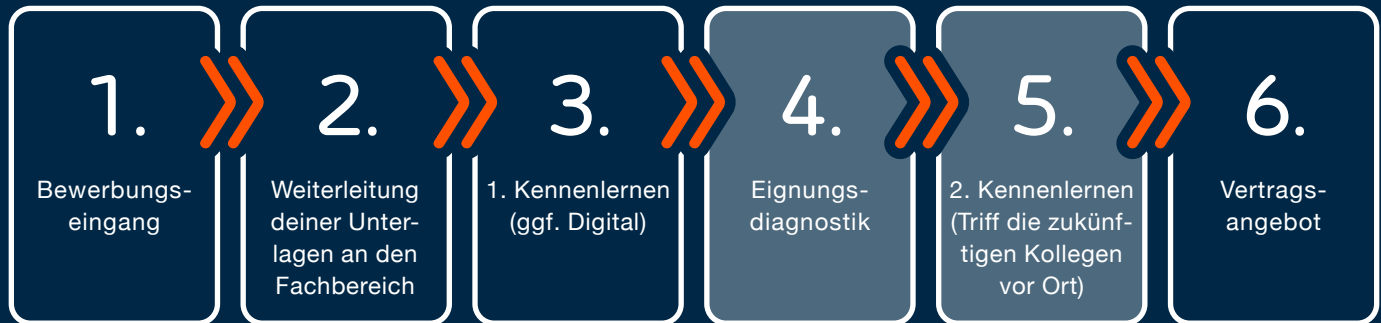 1.
Bewerbungs-
eingang
2.
Weiterleitung
deiner Unter-
lagen an den
Fachbereich
3.
1. Kennenlernen
(ggf. Digital)
4.
Eignungs-
diagnostik
5.
2. Kennenlernen
(Triff die zukünf-
tigen Kollegen
vor Ort)
6.
Vertrags-
angebot